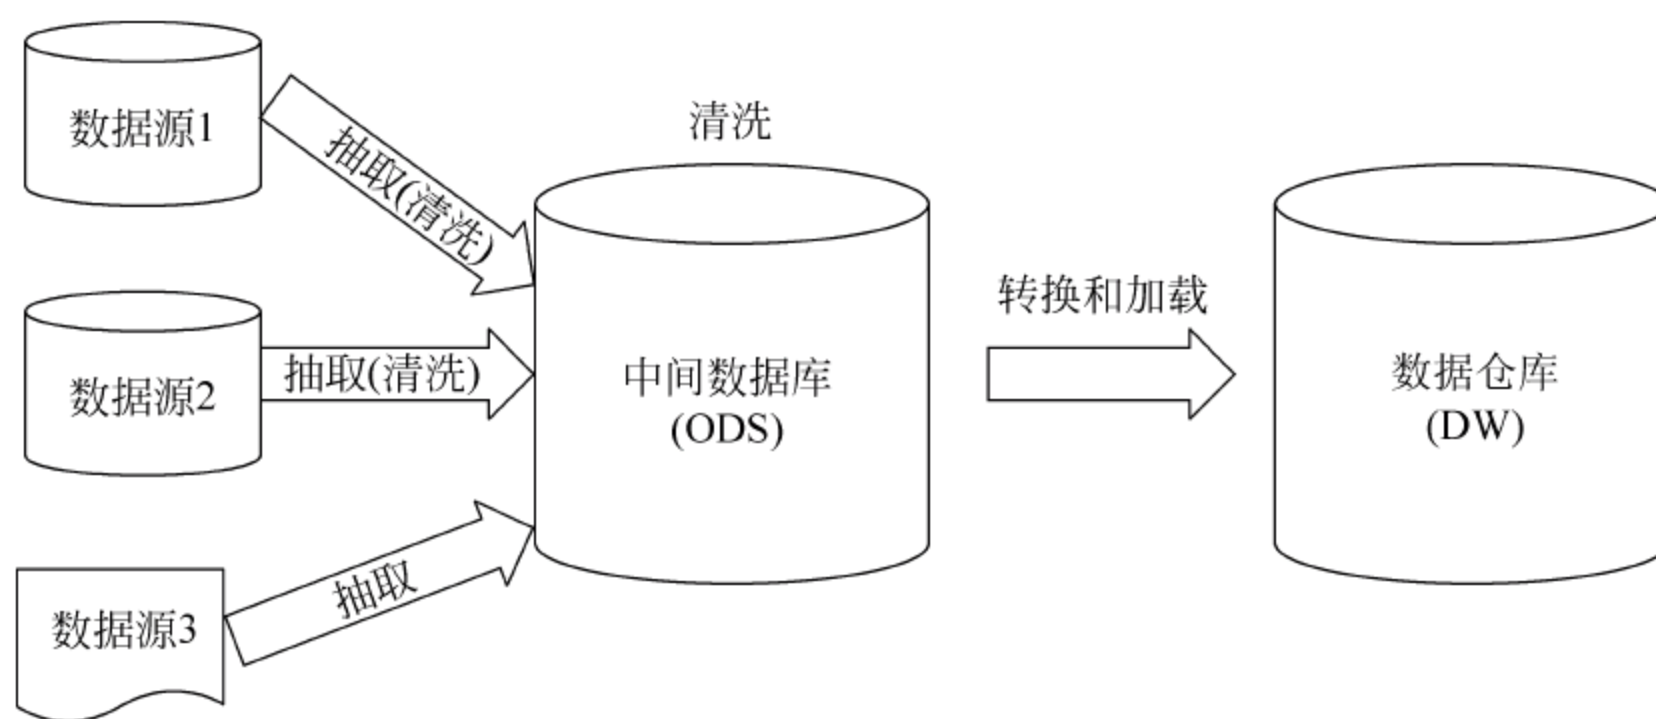 数据源1
抽取(清洗)
清洗
数据源2
抽取(清洗)
中间数据库
(ODS)
转换和加载
数据仓库
(DW)
数据源3
抽取